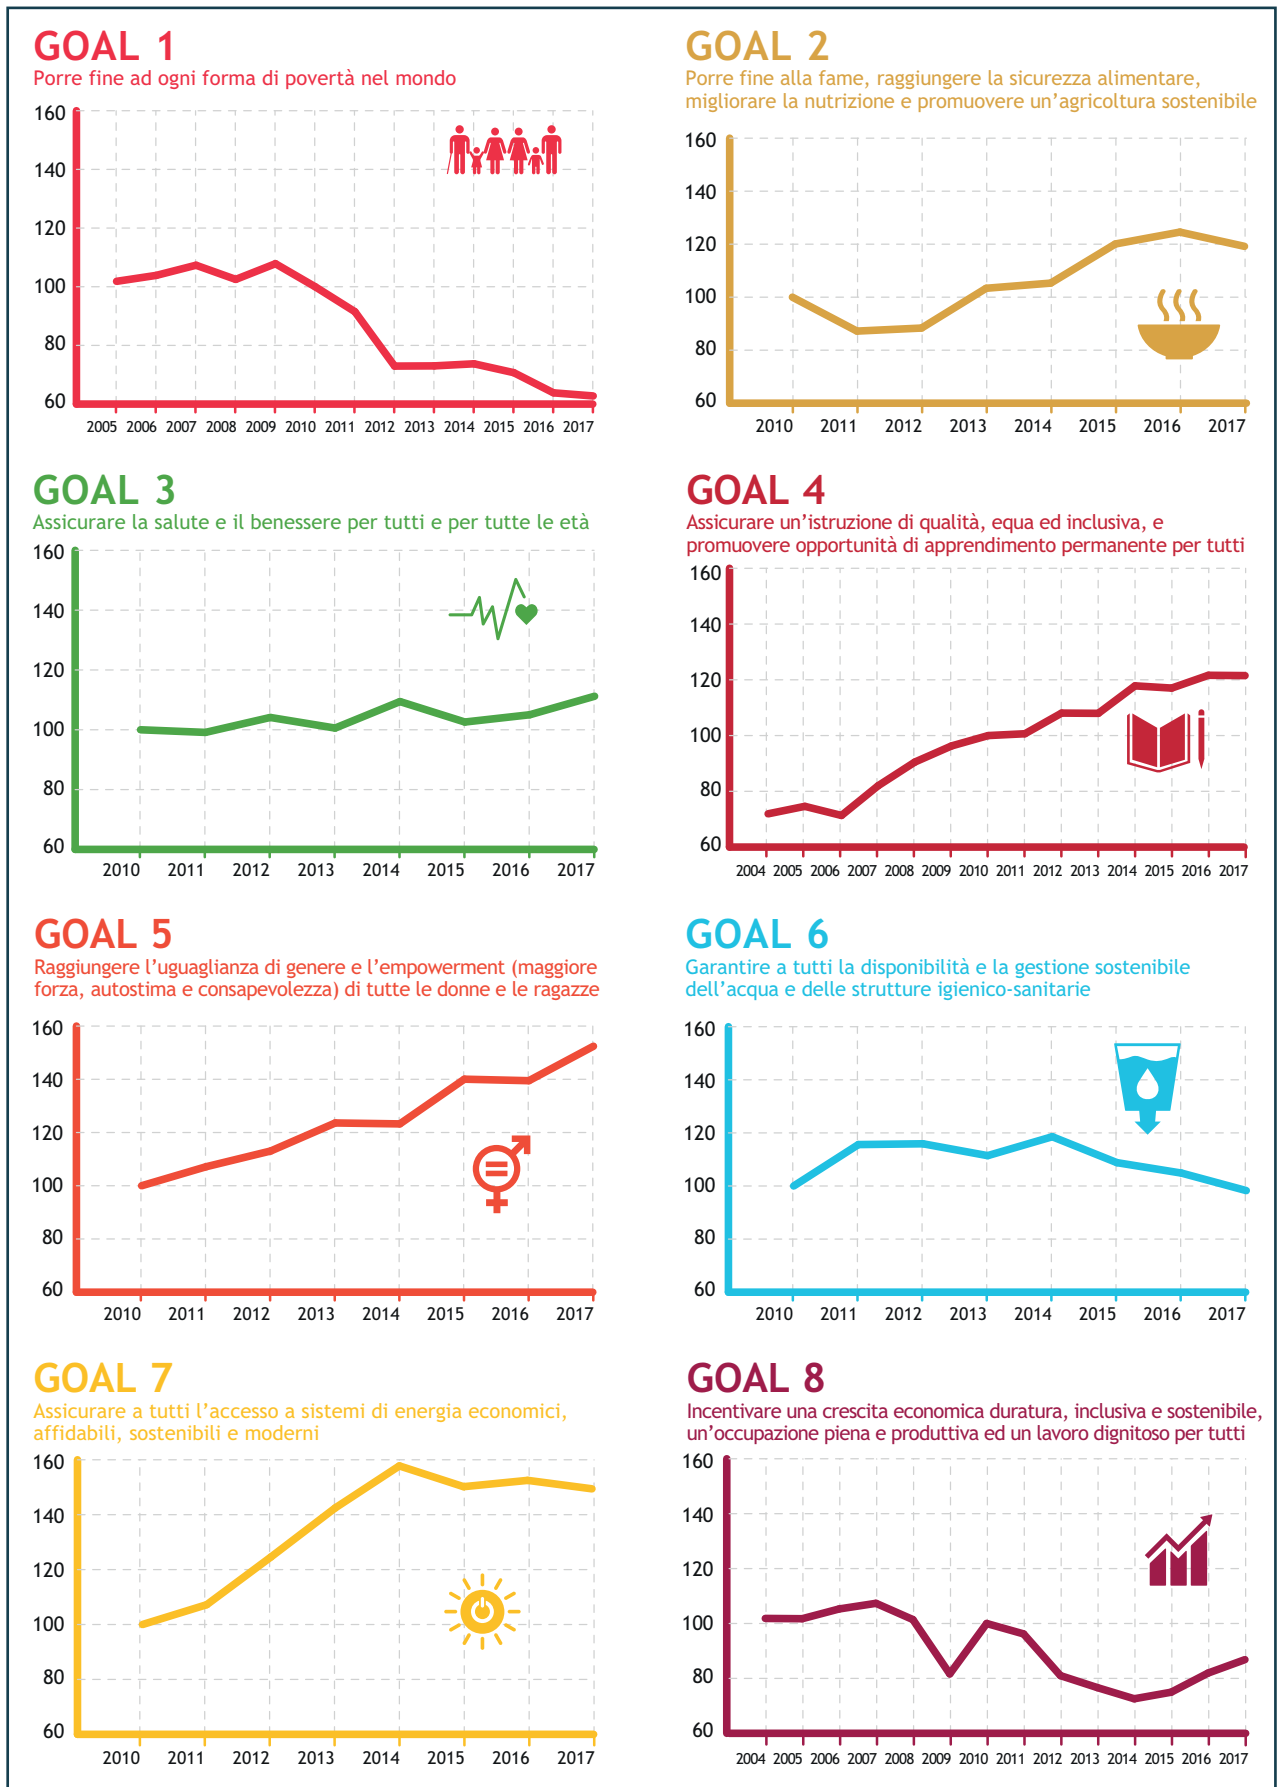 GOAL 1
Porre fine ad ogni forma di povertà nel mondo
160
140
120
100
80
60
2005 2006 2007 2008 2009 2010 2011 2012 2013 2014 2015 2016 2017
GOAL 2
Porre fine alla fame, raggiungere la sicurezza alimentare,
migliorare la nutrizione e promuovere un’agricoltura sostenibile
160
140
120
100
80
60
2010 2011 2012 2013 2014 2015 2016 2017
GOAL 3
Assicurare la salute e il benessere per tutti e per tutte le età
160
140
120
100
80
60
2010 2011 2012 2013 2014 2015 2016 2017
GOAL 4
Assicurare un’istruzione di qualità, equa ed inclusiva, e
promuovere opportunità di apprendimento permanente per tutti
160
140
120
100
80
60
2004 2005 2006 2007 2008 2009 2010 2011 2012 2013 2014 2015 2016 2017
GOAL 5
Raggiungere l’uguaglianza di genere e l’empowerment (maggiore
forza, autostima e consapevolezza) di tutte le donne e le ragazze
160
140
120
100
80
60
2010 2011 2012 2013 2014 2015 2016 2017
GOAL 6
Garantire a tutti la disponibilità e la gestione sostenibile
dell’acqua e delle strutture igienico-sanitarie
160
140
120
100
80
60
2010 2011 2012 2013 2014 2015 2016 2017
GOAL 7
Assicurare a tutti l’accesso a sistemi di energia economici,
affidabili, sostenibili e moderni
160
140
120
100
80
60
2010 2011 2012 2013 2014 2015 2016 2017
GOAL 8
Incentivare una crescita economica duratura, inclusiva e sostenibile,
un’occupazione piena e produttiva ed un lavoro dignitoso per tutti
160
140
120
100
80
60
2004 2005 2006 2007 2008 2009 2010 2011 2012 2013 2014 2015 2016 2017